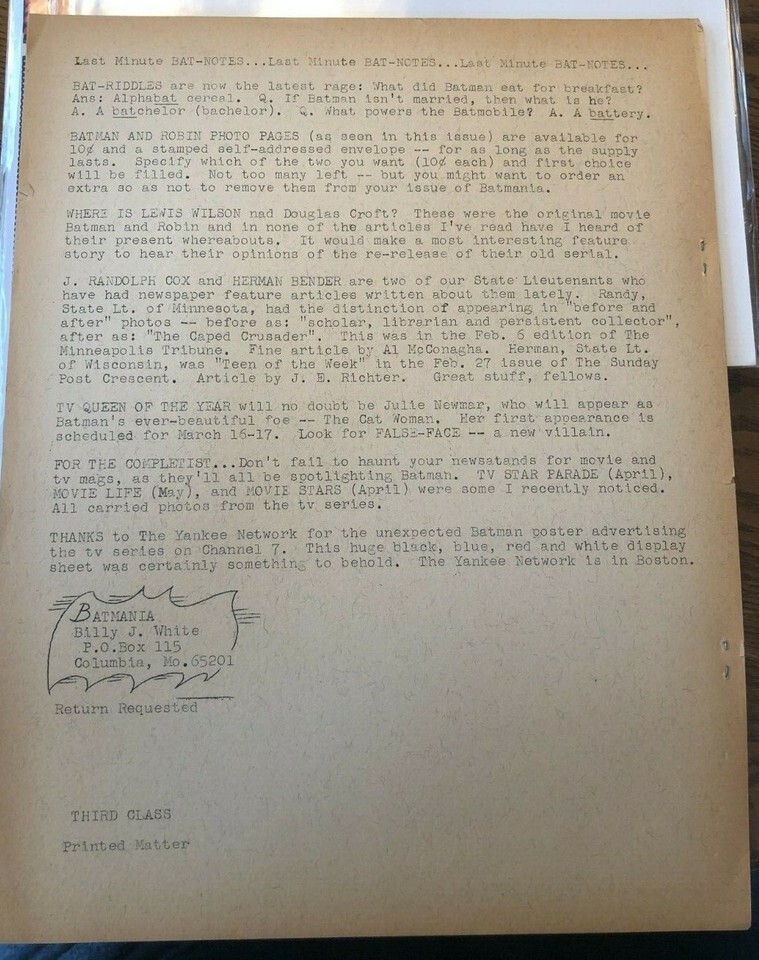 Last Minute BAT-NOTES...Last Minute BAT-NOTES...Last Minute BAT-NOTES...
BAT-RIDDLES are now the latest rage: What did Batman eat for breakfast?
Ans: Alphabat cereal. Q. If Batman isn't married, then what is he?
A. A batchelor (bachelor). Q. What powers the Batmobile? A. A battery.
BATMAN AND ROBIN PHOTO PAGES (as seen in this issue) are available for
10¢ and a stamped self-addressed envelope -- for as long as the supply
lasts. Specify which of the two you want (10¢ each) and first choice
will be filled. Not too many left -- but you might want to order an
extra so as not to remove them from your issue of Batmania.
WHERE IS LEWIS WILSON nad Douglas Croft? These were the original movie
Batman and Robin and in none of the articles I've read have I heard of
their present whereabouts. It would make a most interesting feature
story to hear their opinions of the re-release of their old serial.
J. RANDOLPH COX and HERMAN BENDER are two of our State Lieutenants who
have had newspaper feature articles written about them lately. Randy,
State Lt. of Minnesota, had the distinction of appearing in "before and
after" photos -- before as: "scholar, librarian and persistent collector",
after as: "The Caped Crusader". This was in the Feb. 6 edition of The
Minneapolis Tribune. Fine article by Al McConagha. Herman, State Lt.
of Wisconsin, was "Teen of the Week" in the Feb. 27 issue of The Sunday
Post Crescent. Article by J. E. Richter. Great stuff, fellows.
TV QUEEN OF THE YEAR will no doubt be Julie Newmar, who will appear as
Batman's ever-beautiful foe -- The Cat Woman. Her first appearance is
scheduled for March 16-17. Look for FALSE-FACE -- a new villain.
FOR THE COMPLETIST...Don't fail to haunt your newsatands for movie and
tv mags, as they'll all be spotlighting Batman. TV STAR PARADE (April),
MOVIE LIFE (May), and MOVIE STARS (April) were some I recently noticed.
All carried photos from the tv series.
THANKS to The Yankee Network for the unexpected Batman poster advertising
the tv series on Channel 7. This huge black, blue, red and white display
sheet was certainly something to behold. The Yankee Network is in Boston.
BATMANIA
Billy J. White
P.O.Box 115
Columbia, Mo.65201
Return Requested
THIRD CLASS
Printed Matter